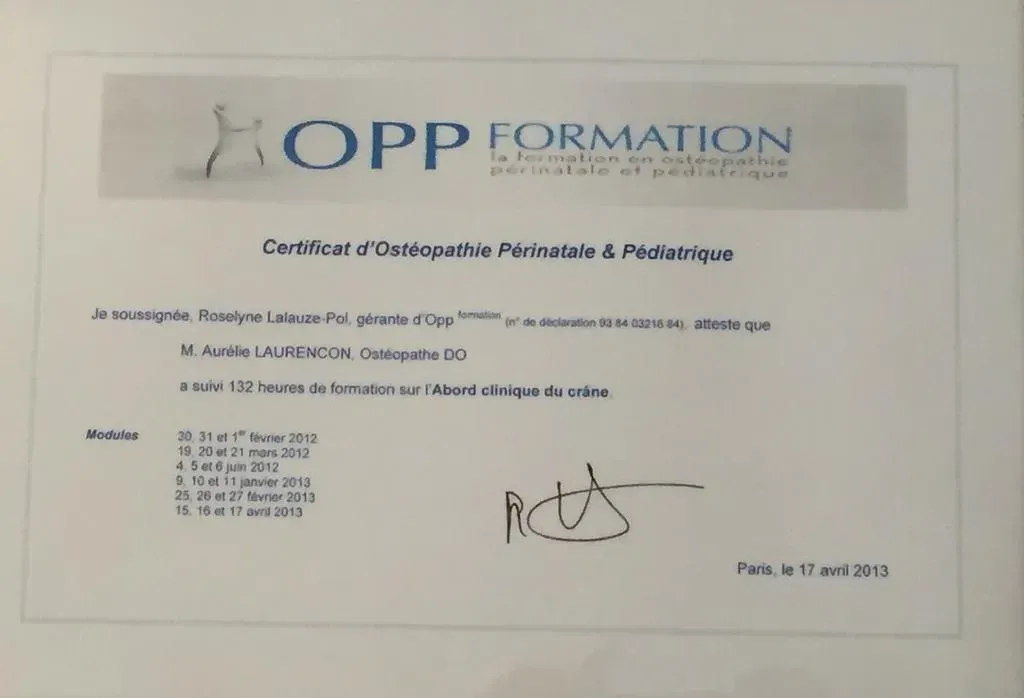 OPP FORMATION
la formation en ostéopathie
périnatale et pédiatrique
Certificat d'Ostéopathie Périnatale & Pédiatrique
Je soussignée, Roselyne Lalauze-Pol, gérante d'Opp formation (n° de déclaration 93 84 03216 84), atteste que
M. Aurélie LAURENCON, Ostéopathe DO
a suivi 132 heures de formation sur l'Abord clinique du crâne.
Modules
30, 31 et 1er février 2012
19, 20 et 21 mars 2012
4, 5 et 6 juin 2012
9, 10 et 11 janvier 2013
25, 26 et 27 février 2013
15, 16 et 17 avril 2013
Paris, le 17 avril 2013